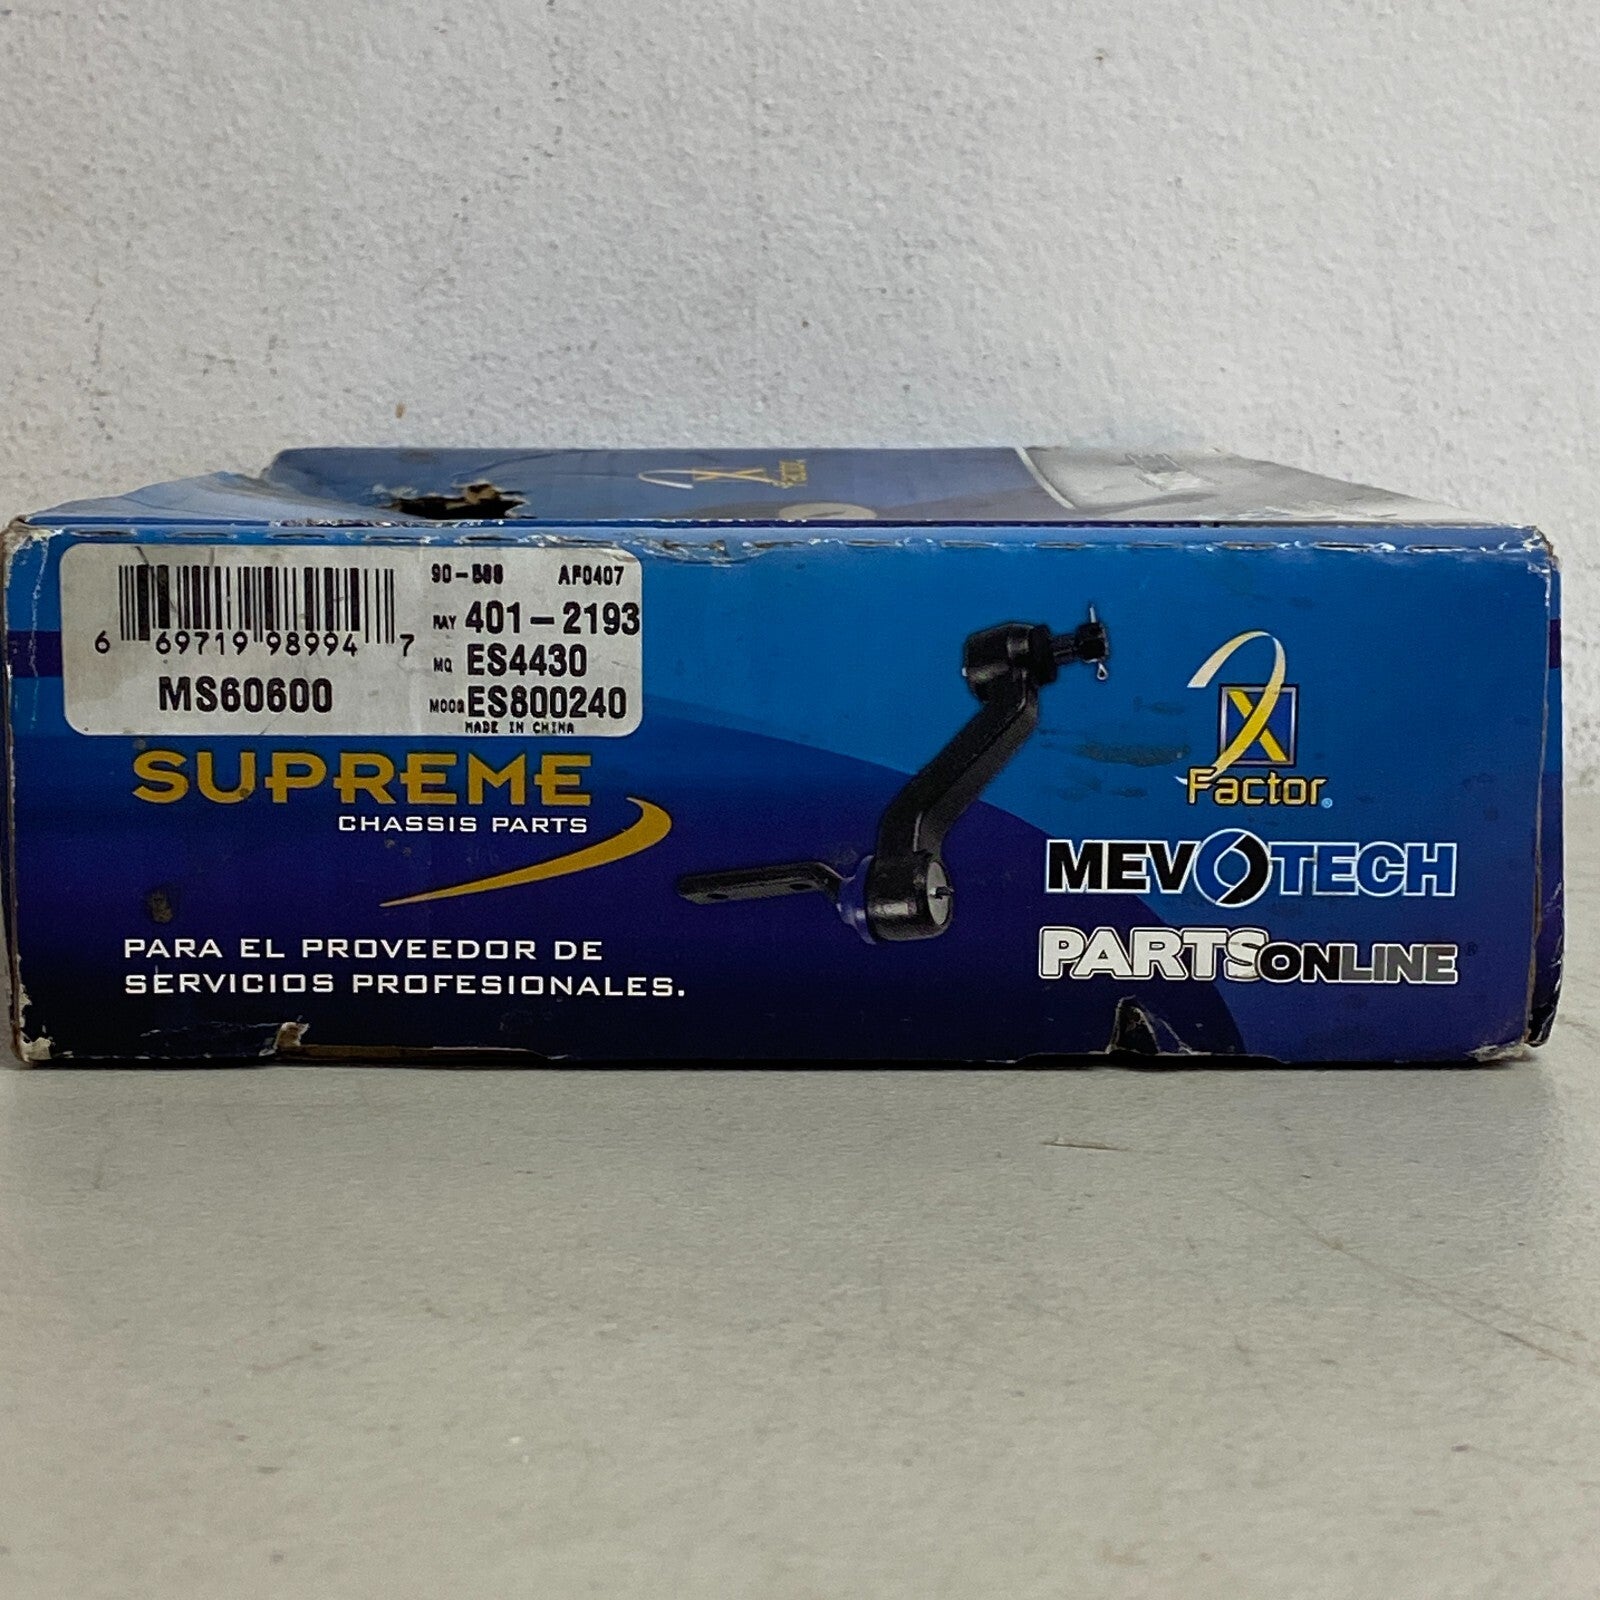 X Factor
90-588 AF0407
6 69719 98994 7
RAY 401-2193
MQ ES4430
MS60600
MOOG ES800240
MADE IN CHINA
SUPREME
CHASSIS PARTS
X
Factor®
MEVOTECH
PARTSONLINE®
PARA EL PROVEEDOR DE
SERVICIOS PROFESIONALES.